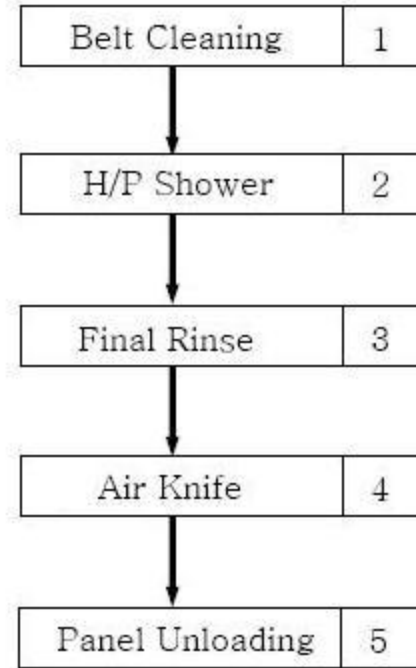 Belt Cleaning 1
H/P Shower 2
Final Rinse 3
Air Knife 4
Panel Unloading 5